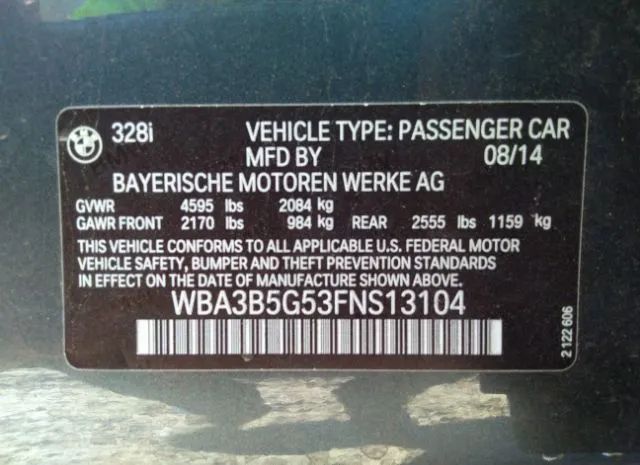 328i VEHICLE TYPE: PASSENGER CAR
MFD BY 08/14
BAYERISCHE MOTOREN WERKE AG
GVWR 4595 lbs 2084 kg
GAWR FRONT 2170 lbs 984 kg REAR 2555 lbs 1159 kg
THIS VEHICLE CONFORMS TO ALL APPLICABLE U.S. FEDERAL MOTOR
VEHICLE SAFETY, BUMPER AND THEFT PREVENTION STANDARDS
IN EFFECT ON THE DATE OF MANUFACTURE SHOWN ABOVE.
WBA3B5G53FNS13104
2 122 606